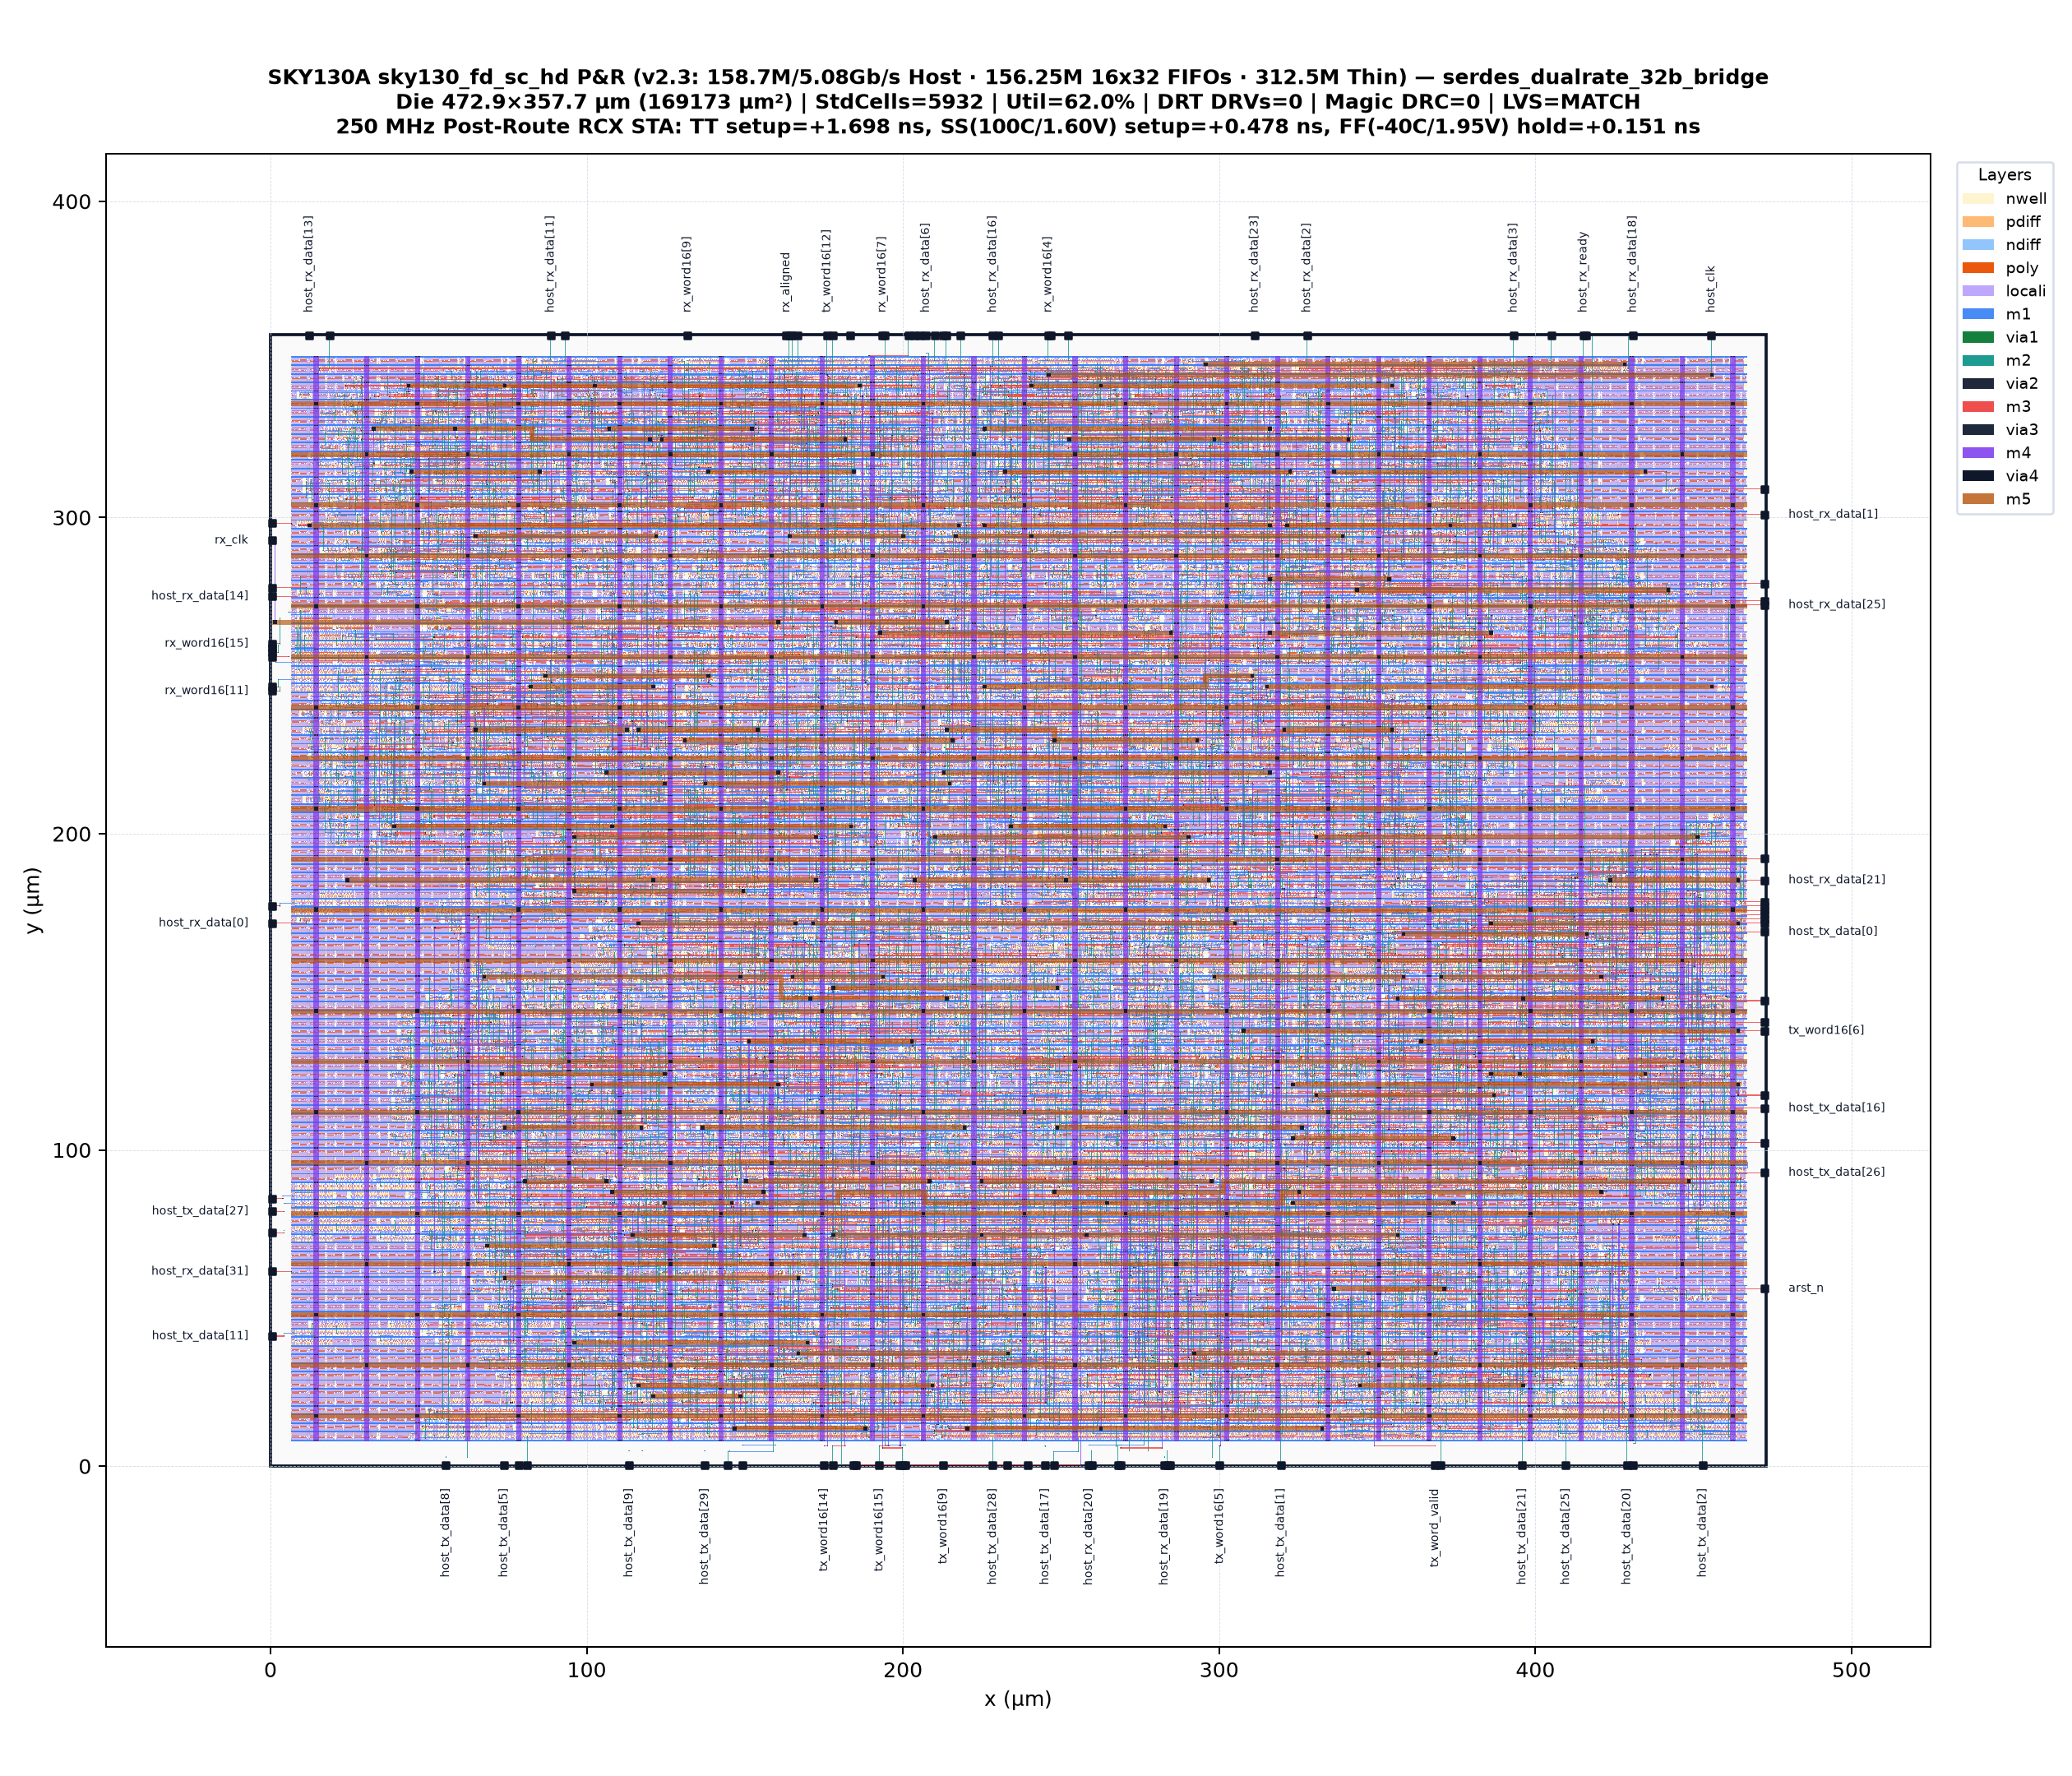 SKY130A sky130_fd_sc_hd P&R (v2.3: 158.7M/5.08Gb/s Host · 156.25M 16x32 FIFOs · 312.5M Thin) — serdes_dualrate_32b_bridge
Die 472.9×357.7 µm (169173 µm²) | StdCells=5932 | Util=62.0% | DRT DRVs=0 | Magic DRC=0 | LVS=MATCH
250 MHz Post-Route RCX STA: TT setup=+1.698 ns, SS(100C/1.60V) setup=+0.478 ns, FF(-40C/1.95V) hold=+0.151 ns
Layers
nwell
pdiff
ndiff
poly
locali
m1
via1
m2
via2
m3
via3
m4
via4
m5
host_rx_data[13]
host_rx_data[11]
rx_word16[9]
rx_aligned
tx_word16[12]
rx_word16[7]
host_rx_data[6]
host_rx_data[16]
rx_word16[4]
host_rx_data[23]
host_rx_data[2]
host_rx_data[3]
host_rx_ready
host_rx_data[18]
host_clk
rx_clk
host_rx_data[14]
rx_word16[15]
rx_word16[11]
host_rx_data[0]
host_tx_data[27]
host_rx_data[31]
host_tx_data[11]
host_rx_data[1]
host_rx_data[25]
host_rx_data[21]
host_tx_data[0]
tx_word16[6]
host_tx_data[16]
host_tx_data[26]
arst_n
host_tx_data[8]
host_tx_data[5]
host_tx_data[9]
host_tx_data[29]
tx_word16[14]
tx_word16[15]
tx_word16[9]
host_tx_data[28]
host_tx_data[17]
host_rx_data[20]
host_rx_data[19]
tx_word16[5]
host_tx_data[1]
tx_word_valid
host_tx_data[21]
host_tx_data[25]
host_tx_data[20]
host_tx_data[2]
400
300
200
100
0
y (µm)
0
100
200
300
400
500
x (µm)